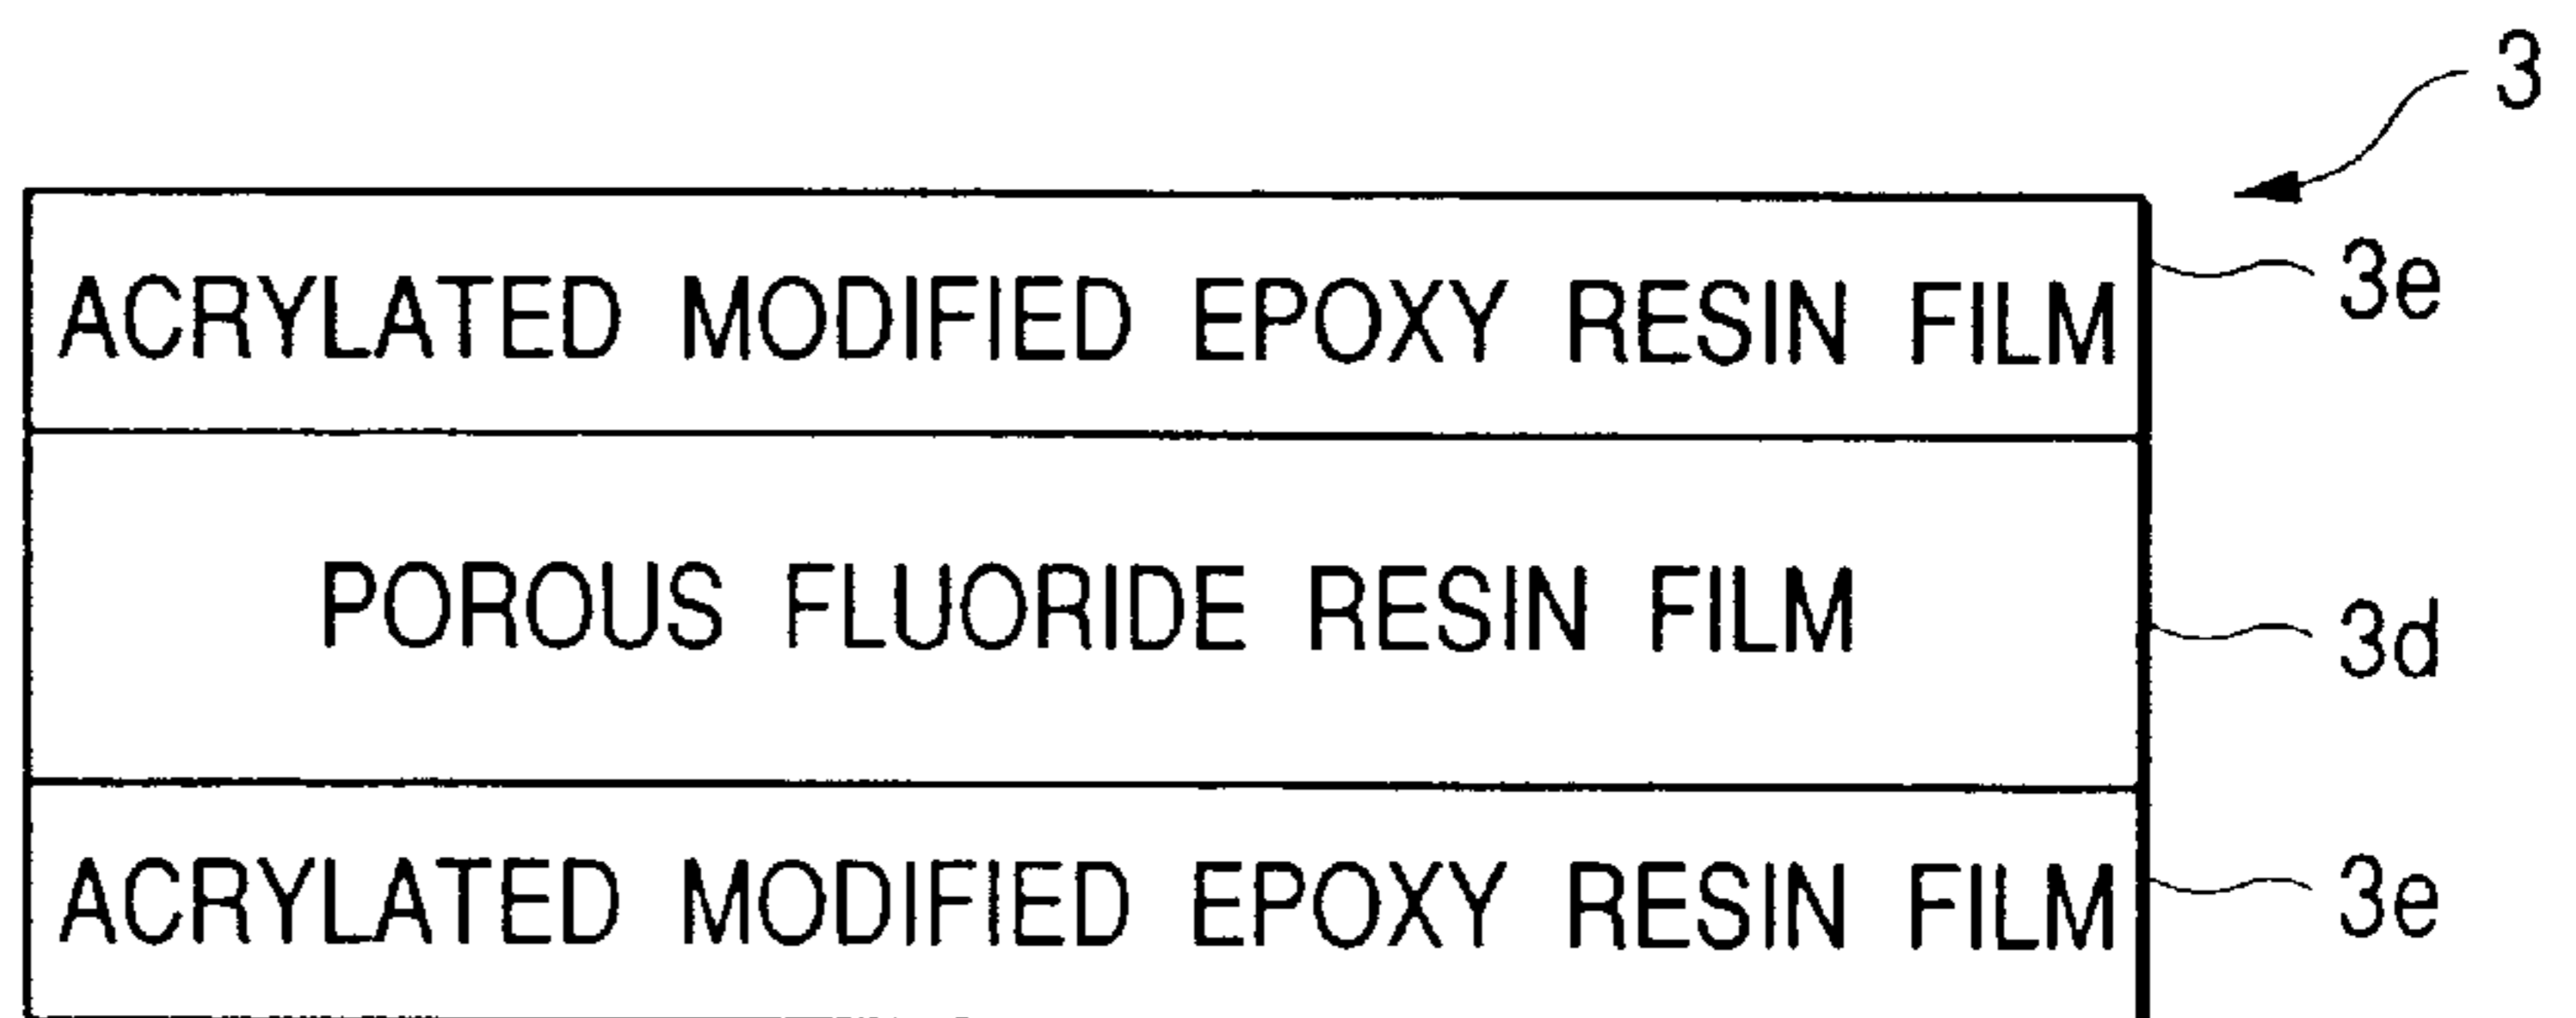 3
ACRYLATED MODIFIED EPOXY RESIN FILM 3e
POROUS FLUORIDE RESIN FILM 3d
ACRYLATED MODIFIED EPOXY RESIN FILM 3e